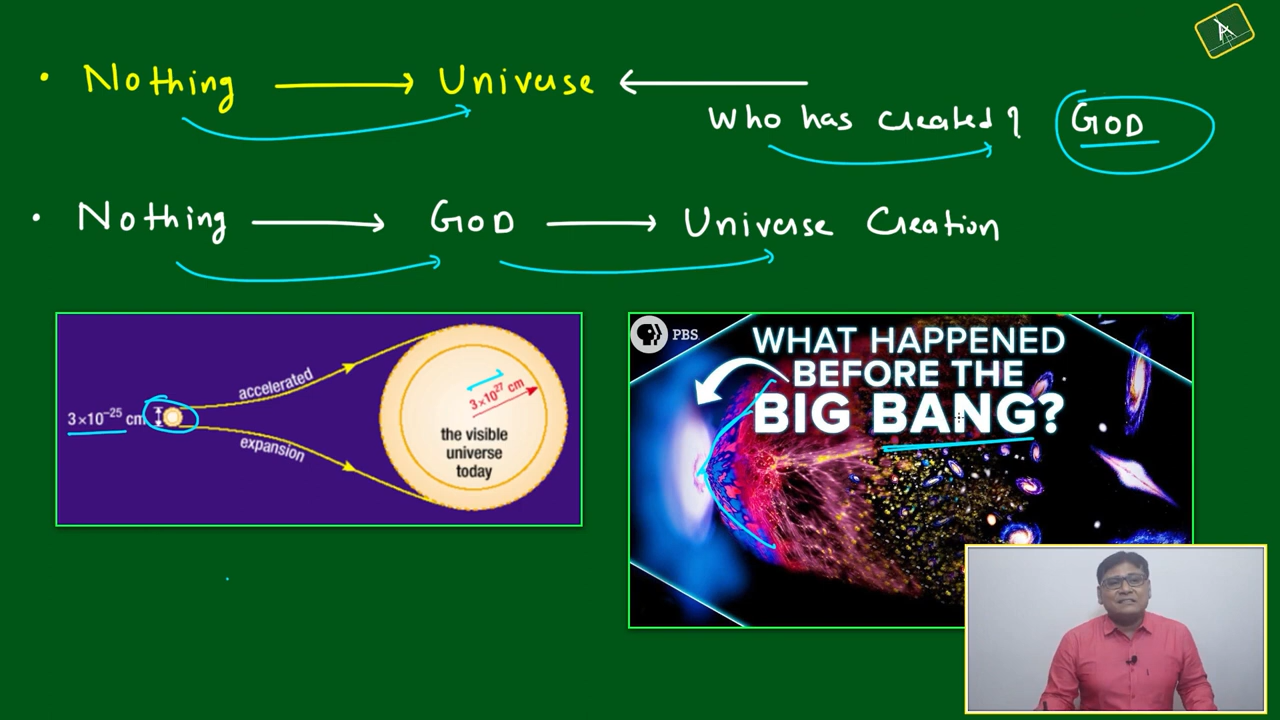 • Nothing → Universe ←
Who has created? GOD
• Nothing → GOD → Universe Creation
accelerated
3×10⁻²⁵ cm
expansion
3×10²⁷ cm
the visible
universe
today
PBS
WHAT HAPPENED
BEFORE THE
BIG BANG?